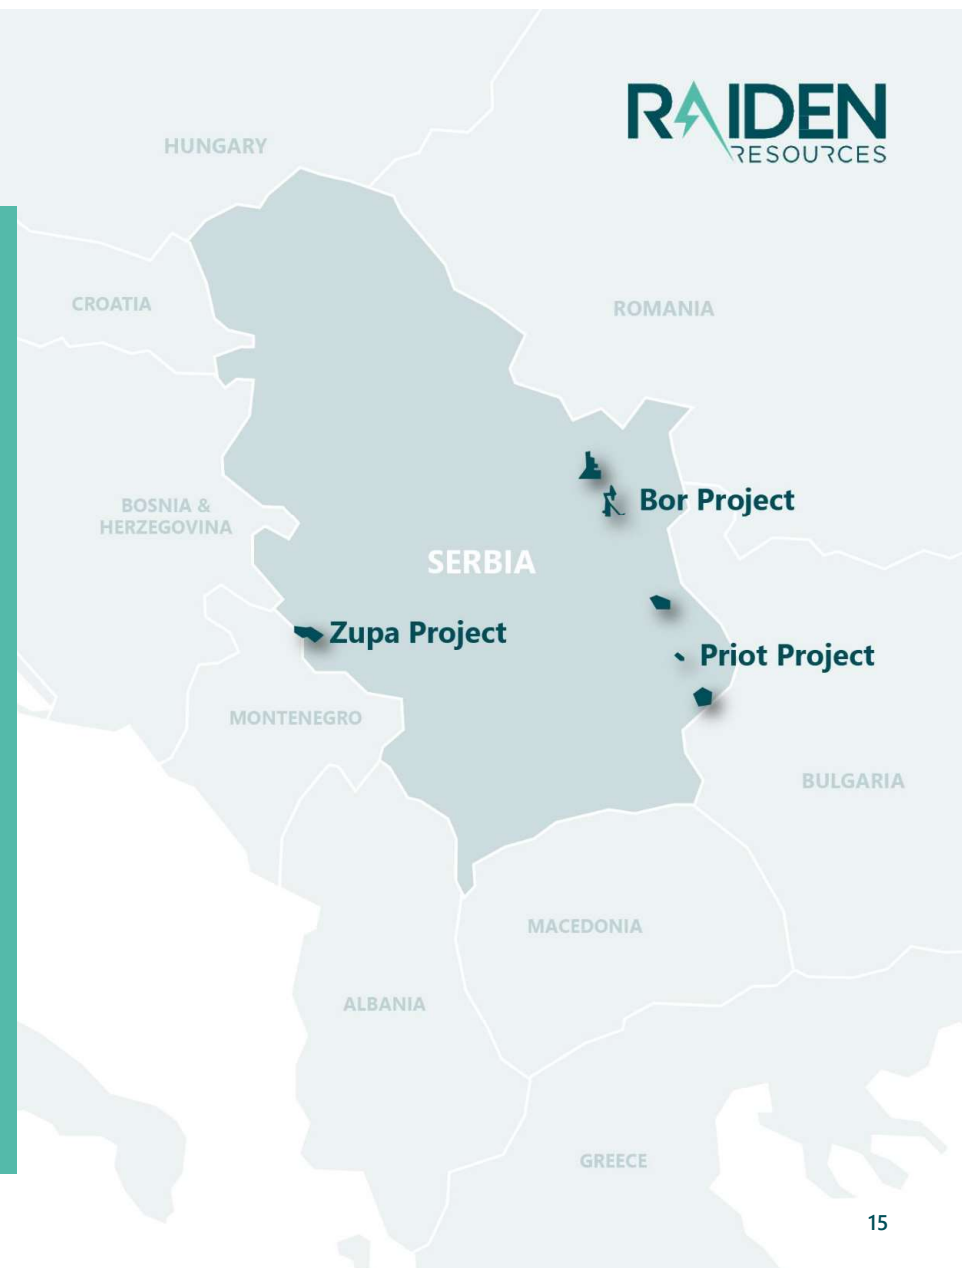 RAIDEN
RESOURCES
HUNGARY
CROATIA
ROMANIA
BOSNIA &
HERZEGOVINA
Bor Project
SERBIA
Zupa Project
Priot Project
MONTENEGRO
BULGARIA
MACEDONIA
ALBANIA
GREECE
15